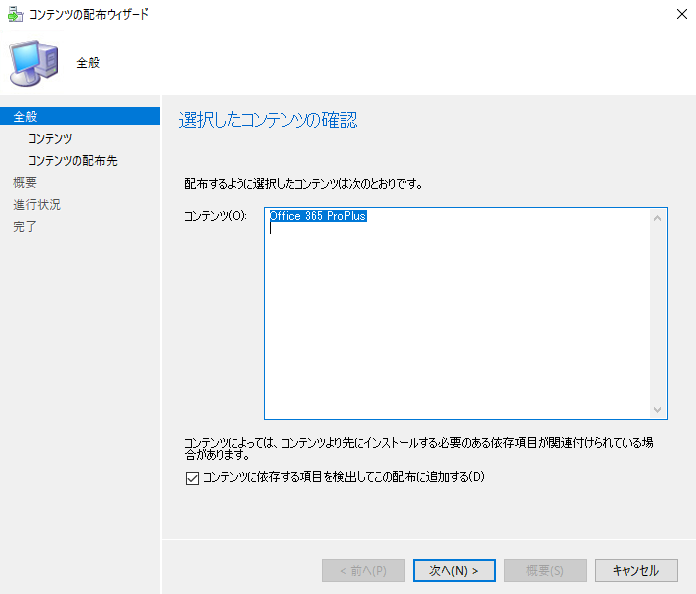 コンテンツの配布ウィザード
全般
全般
コンテンツ
コンテンツの配布先
概要
進行状況
完了
選択したコンテンツの確認
配布するように選択したコンテンツは次のとおりです。
コンテンツ(O):
Office 365 ProPlus
コンテンツによっては、コンテンツより先にインストールする必要のある依存項目が関連付けられている場
合があります。
コンテンツに依存する項目を検出してこの配布に追加する(D)
< 前へ(P)
次へ(N) >
概要(S)
キャンセル